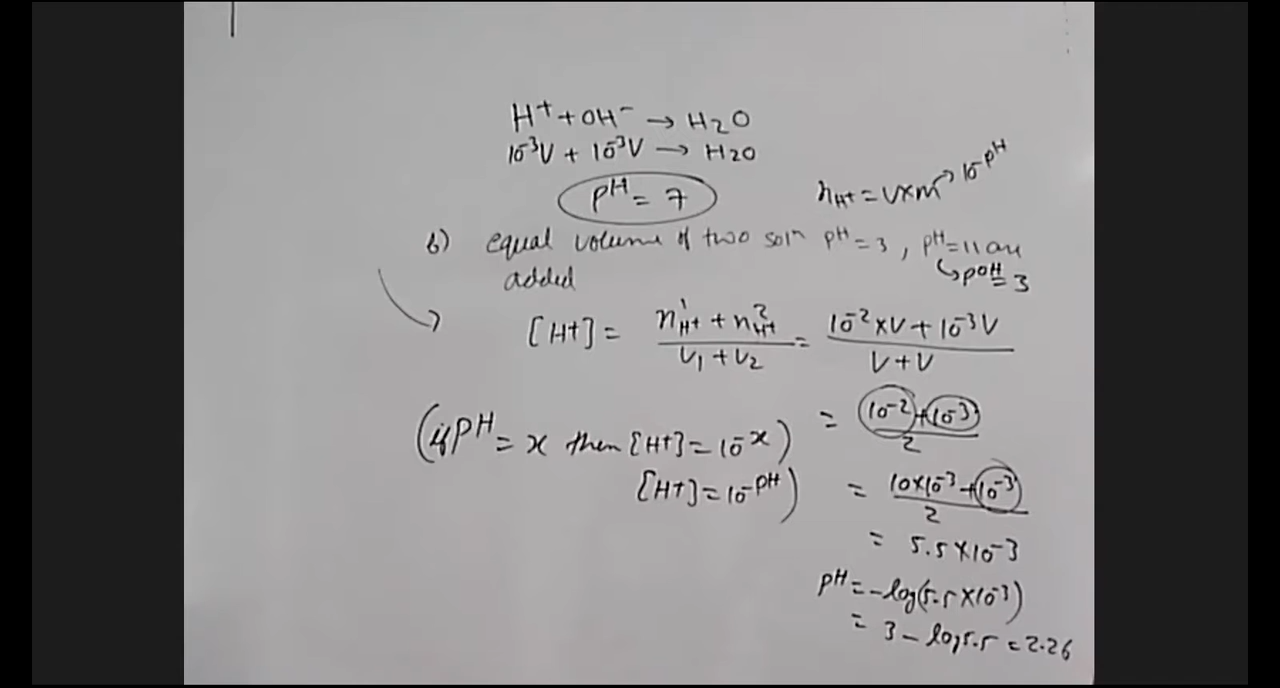 H⁺ + OH⁻ → H₂O
10⁻³V + 10⁻³V → H₂O
pH = 7
nH⁺ = V×M → 10⁻ᵖᴴ
b) equal volume of two solⁿ pH = 3, pH = 11 are
added
↳ pOH = 3
[H⁺] = (n¹H⁺ + n²H⁺)/(V₁ + V₂) = (10⁻² × V + 10⁻³V)/(V + V)
= (10⁻² + 10⁻³)/2
(if pH = x then [H⁺] = 10⁻ˣ)
[H⁺] = 10⁻ᵖᴴ)
= (10×10⁻³ + 10⁻³)/2
= 5.5×10⁻³
pH = -log(5.5×10⁻³)
= 3 - log5.5 = 2.26